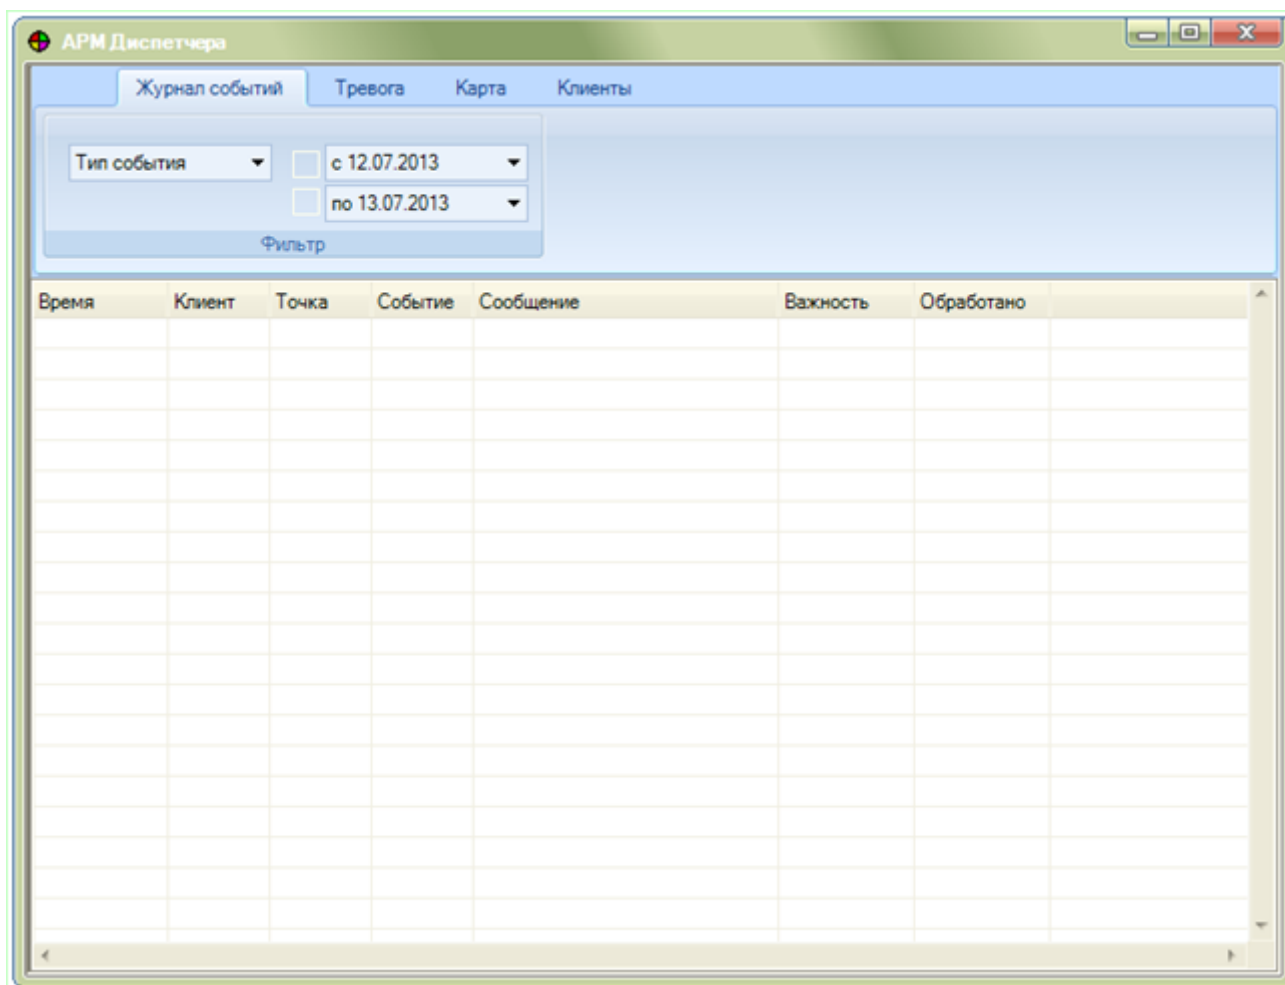 АРМ Диспетчера
Журнал событий Тревога Карта Клиенты
Тип события с 12.07.2013
по 13.07.2013
Фильтр
Время Клиент Точка Событие Сообщение Важность Обработано